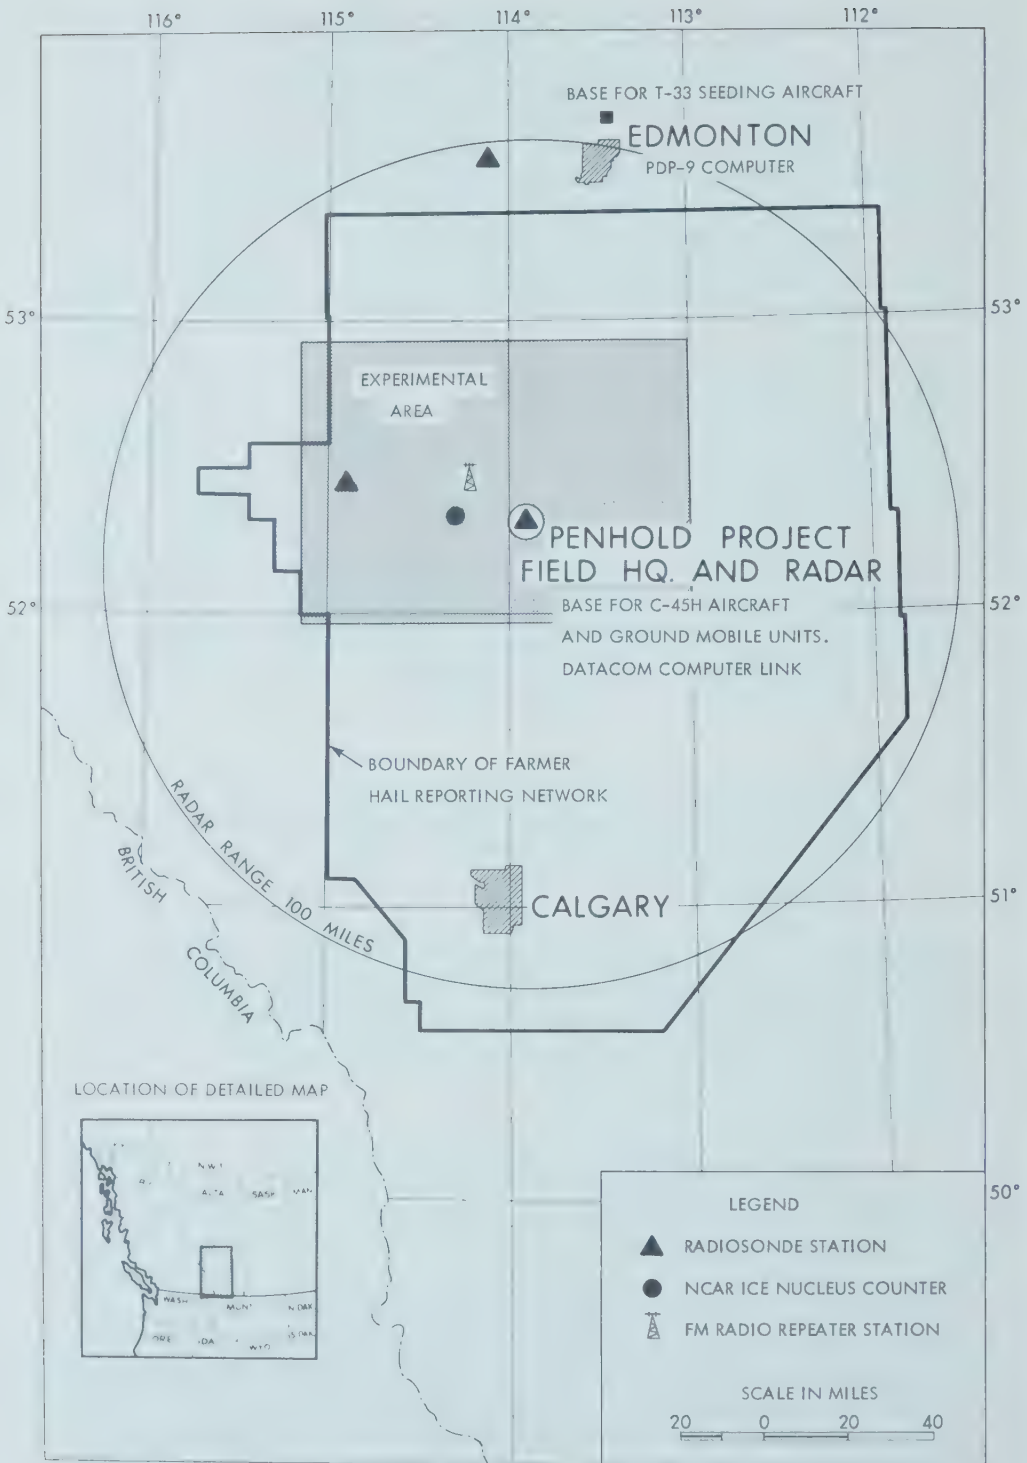 116° 115° 114° 113° 112°
BASE FOR T-33 SEEDING AIRCRAFT
EDMONTON
PDP-9 COMPUTER
53° 53°
EXPERIMENTAL
AREA
PENHOLD PROJECT
FIELD HQ. AND RADAR
52° 52°
BASE FOR C-45H AIRCRAFT
AND GROUND MOBILE UNITS.
DATACOM COMPUTER LINK
BOUNDARY OF FARMER
HAIL REPORTING NETWORK
RADAR RANGE 100 MILES
BRITISH
COLUMBIA
CALGARY
51°
LOCATION OF DETAILED MAP
N.W.T
ALTA SASK MAN
WASH MONT N.DAK
ORE IDA WYO S.DAK
50°
LEGEND
RADIOSONDE STATION
NCAR ICE NUCLEUS COUNTER
FM RADIO REPEATER STATION
SCALE IN MILES
20 0 20 40